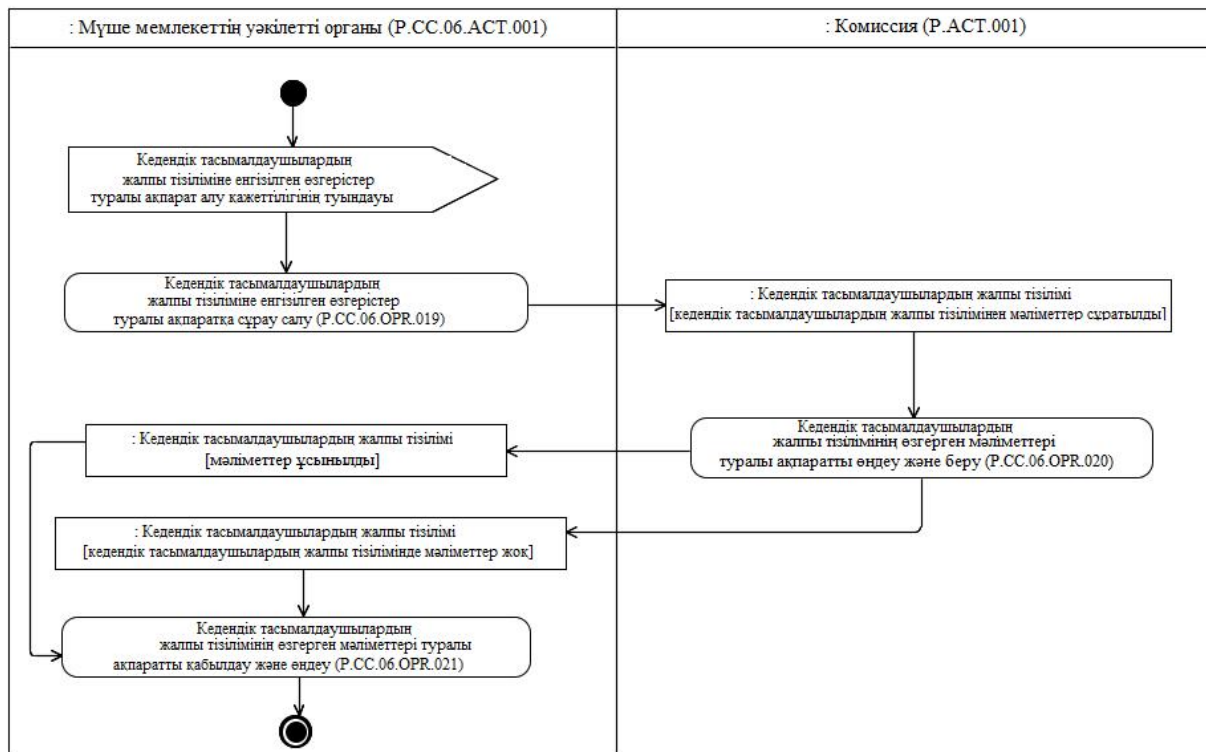 : Мүше мемлекеттің уәкілетті органы (P.CC.06.ACT.001)
: Комиссия (P.ACT.001)
Кедендік тасымалдаушылардың
жалпы тізіліміне енгізілген өзгерістер
туралы ақпарат алу қажеттілігінің туындауы
Кедендік тасымалдаушылардың
жалпы тізіліміне енгізілген өзгерістер
туралы ақпаратқа сұрау салу (P.CC.06.OPR.019)
: Кедендік тасымалдаушылардың жалпы тізілімі
[кедендік тасымалдаушылардың жалпы тізілімінен мәліметтер сұратылды]
Кедендік тасымалдаушылардың
жалпы тізілімінің өзгерген мәліметтері
туралы ақпаратты өңдеу және беру (P.CC.06.OPR.020)
: Кедендік тасымалдаушылардың жалпы тізілімі
[мәліметтер ұсынылды]
: Кедендік тасымалдаушылардың жалпы тізілімі
[кедендік тасымалдаушылардың жалпы тізілімінде мәліметтер жоқ]
Кедендік тасымалдаушылардың
жалпы тізілімінің өзгерген мәліметтері туралы
ақпаратты қабылдау және өңдеу (P.CC.06.OPR.021)